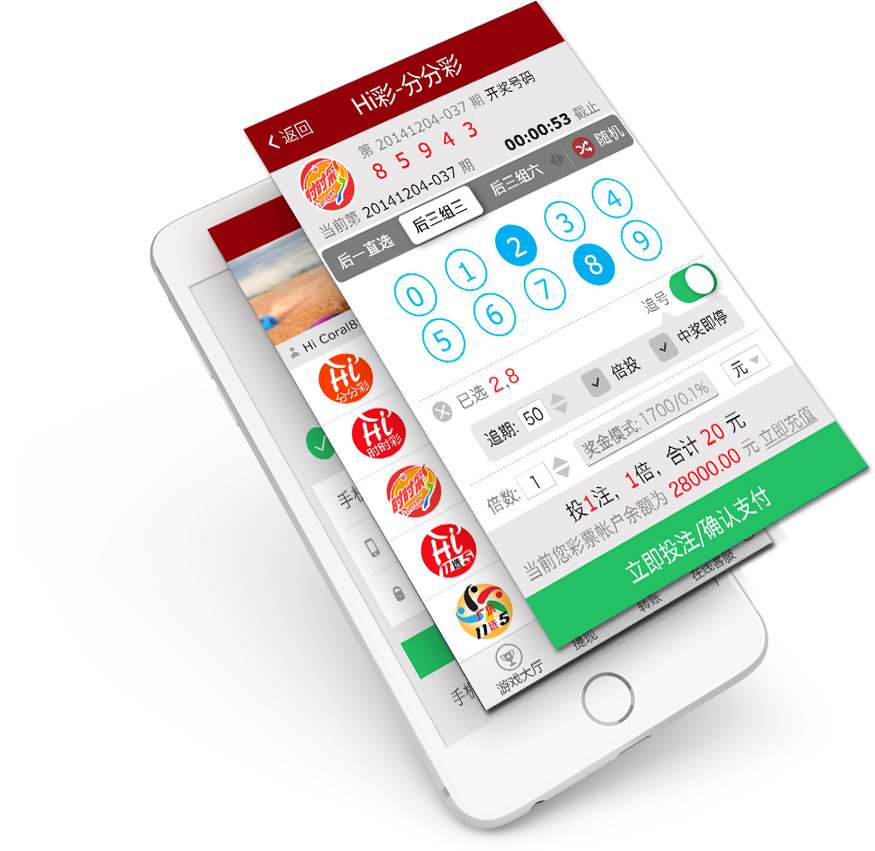 返回
Hi彩-分分彩
第 20141204-037 期 开奖号码
8 5 9 4 3
当前第 20141204-037 期
00:00:53 截止
后一直选
后三组三
后三组六
随机
0 1 2 3 4
5 6 7 8 9
追号
已选 2,8
追期: 50
倍投
中奖即停
倍数: 1
奖金模式: 1700/0.1%
元
投1注, 1倍, 合计 20 元
当前您彩票帐户余额为 28000.00 元 立即充值
立即投注/确认支付
Hi Coral8
Hi
分分彩
Hi
时时彩
时时彩
Hi
11选5
广东
11选5
游戏大厅
提现
转账
在线客服
手机
手机